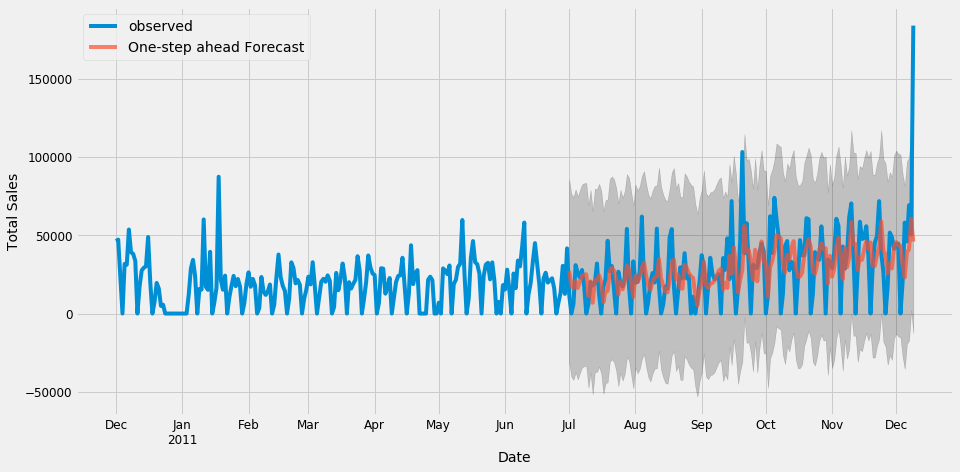 observed
One-step ahead Forecast
150000
100000
50000
0
−50000
Total Sales
Dec Jan Feb Mar Apr May Jun Jul Aug Sep Oct Nov Dec
2011
Date